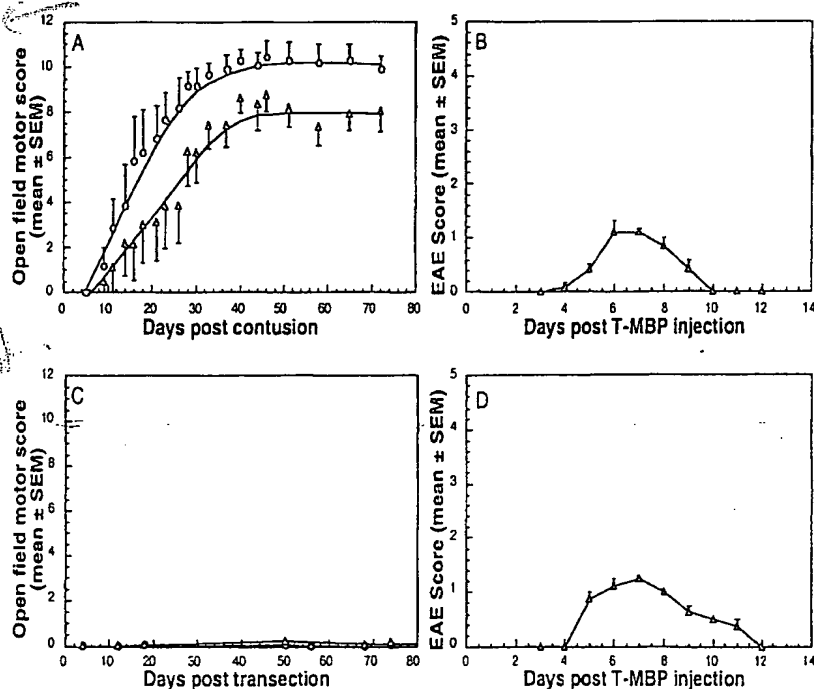 A
Open field motor score
(mean ± SEM)
12
10
8
6
4
2
0
0 10 20 30 40 50 60 70 80
Days post contusion
B
EAE Score (mean ± SEM)
5
4
3
2
1
0
0 2 4 6 8 10 12 14
Days post T-MBP injection
C
Open field motor score
(mean ± SEM)
12
10
8
6
4
2
0
0 10 20 30 40 50 60 70 80
Days post transection
D
EAE Score (mean ± SEM)
5
4
3
2
1
0
0 2 4 6 8 10 12 14
Days post T-MBP injection